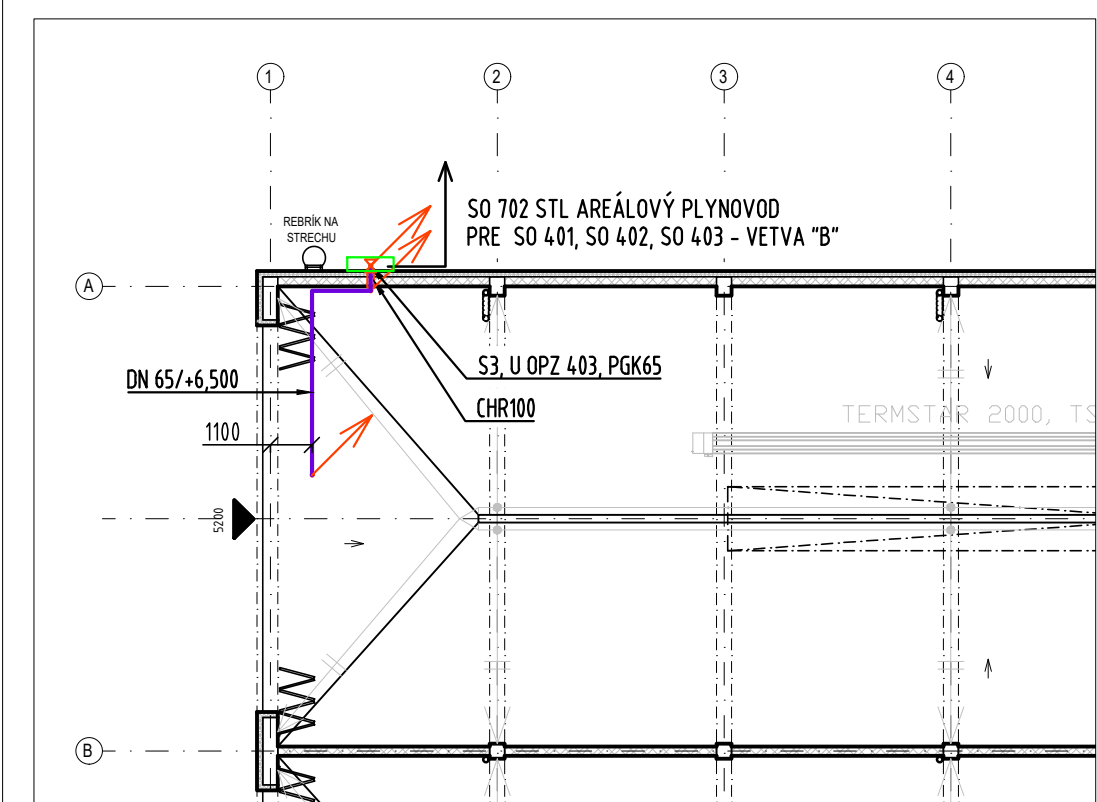 1
2
3
4
SO 702 STL AREÁLOVÝ PLYNOVOD
PRE SO 401, SO 402, SO 403 - VETVA "B"
REBRÍK NA
STRECHU
A
S3, U OPZ 403, PGK65
DN 65/+6,500
CHR100
TERMSTAR 2000, TS
1100
5200
B